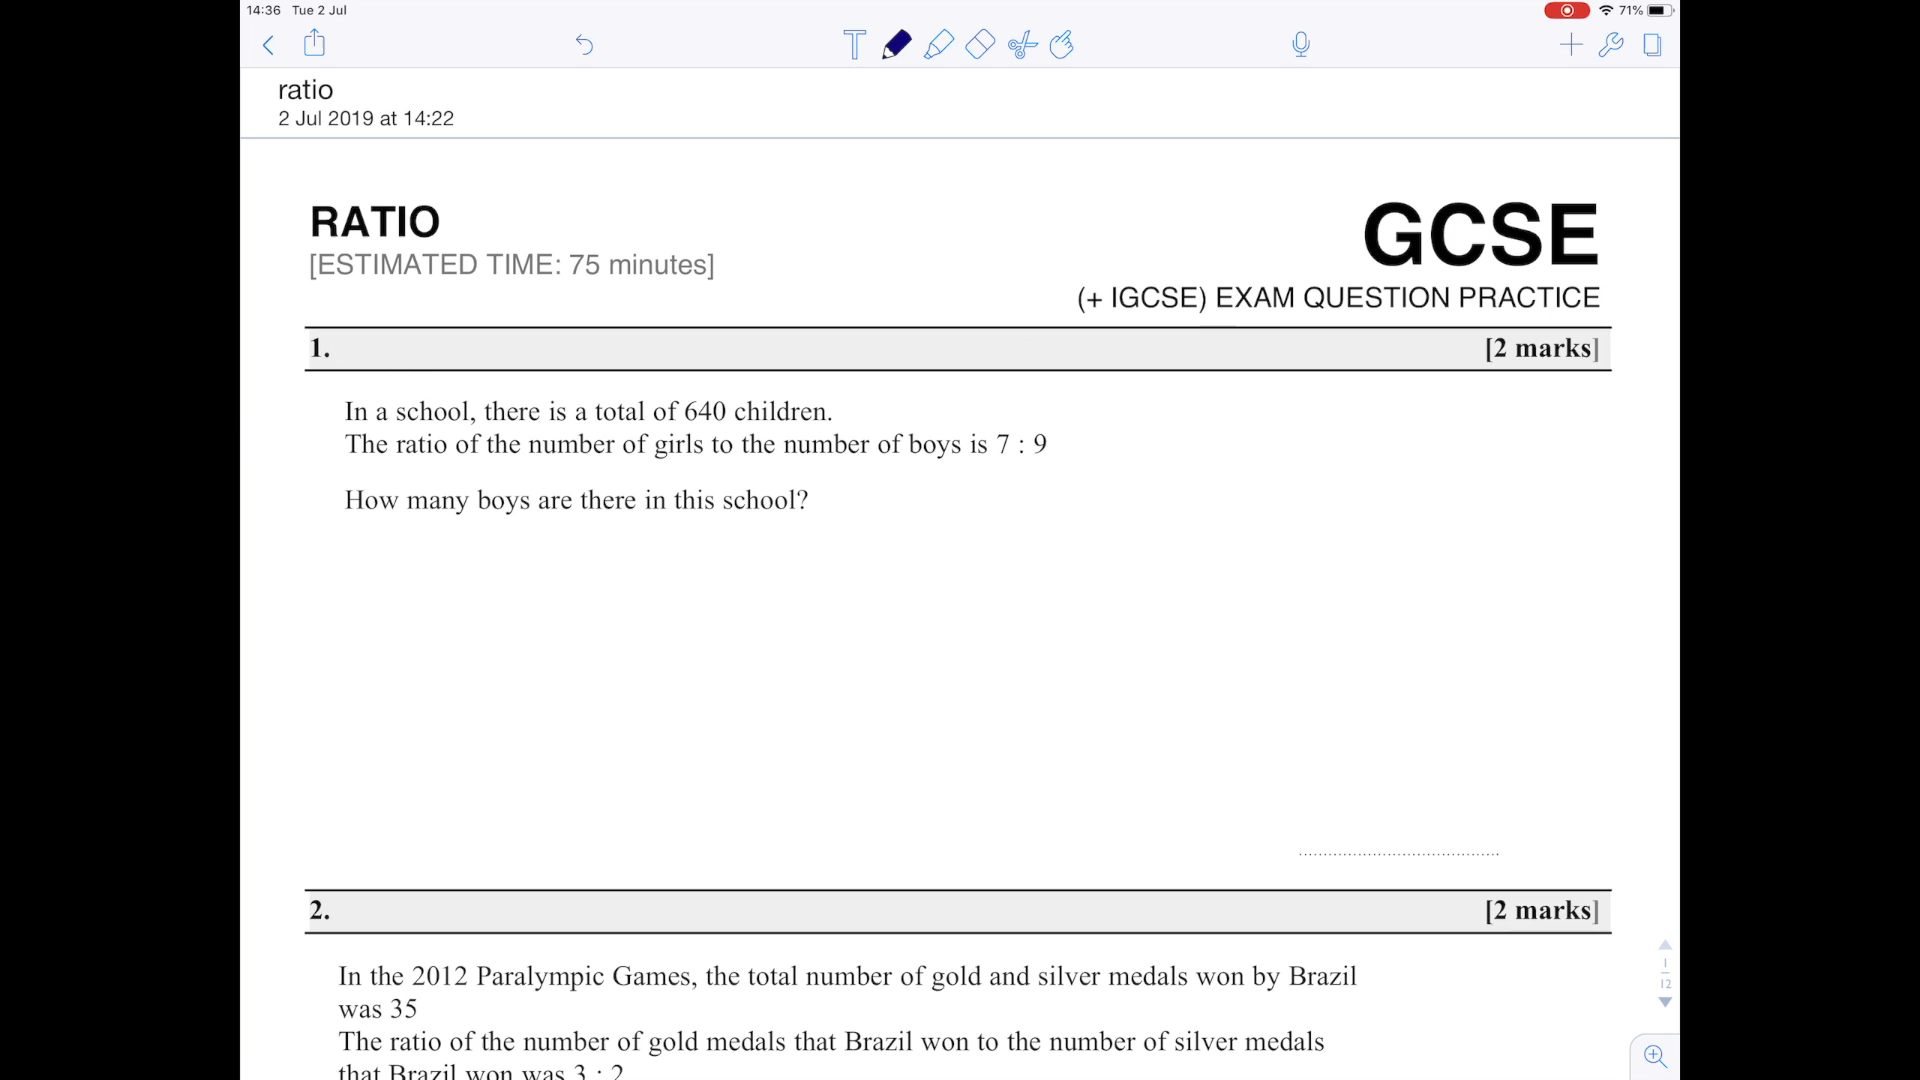 14:36 Tue 2 Jul
71%
T
ratio
2 Jul 2019 at 14:22
RATIO
GCSE
[ESTIMATED TIME: 75 minutes]
(+ IGCSE) EXAM QUESTION PRACTICE
1. [2 marks]
In a school, there is a total of 640 children.
The ratio of the number of girls to the number of boys is 7 : 9
How many boys are there in this school?
2. [2 marks]
In the 2012 Paralympic Games, the total number of gold and silver medals won by Brazil
was 35
The ratio of the number of gold medals that Brazil won to the number of silver medals
that Brazil won was 3 : 2
1
12